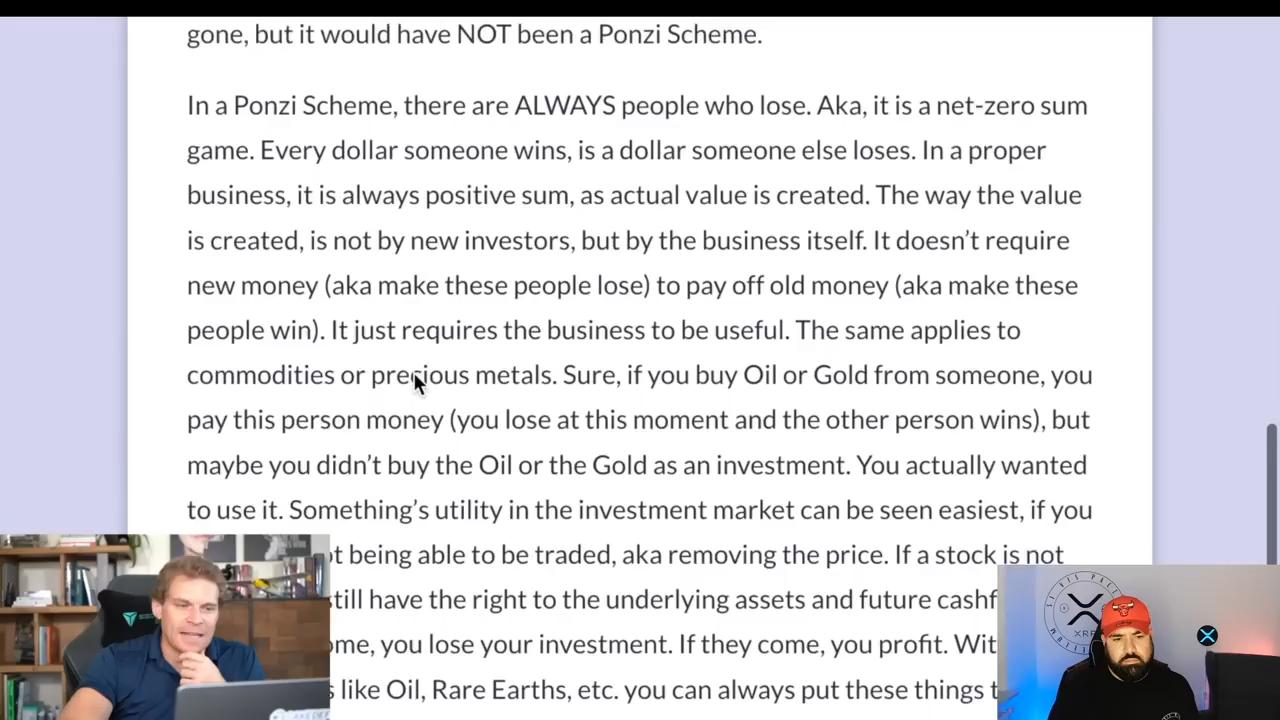 gone, but it would have NOT been a Ponzi Scheme.
In a Ponzi Scheme, there are ALWAYS people who lose. Aka, it is a net-zero sum
game. Every dollar someone wins, is a dollar someone else loses. In a proper
business, it is always positive sum, as actual value is created. The way the value
is created, is not by new investors, but by the business itself. It doesn't require
new money (aka make these people lose) to pay off old money (aka make these
people win). It just requires the business to be useful. The same applies to
commodities or precious metals. Sure, if you buy Oil or Gold from someone, you
pay this person money (you lose at this moment and the other person wins), but
maybe you didn't buy the Oil or the Gold as an investment. You actually wanted
to use it. Something's utility in the investment market can be seen easiest, if you
being able to be traded, aka removing the price. If a stock is not
still have the right to the underlying assets and future
you lose your investment. If they come, you profit.
like Oil, Rare Earths, etc. you can always put these things